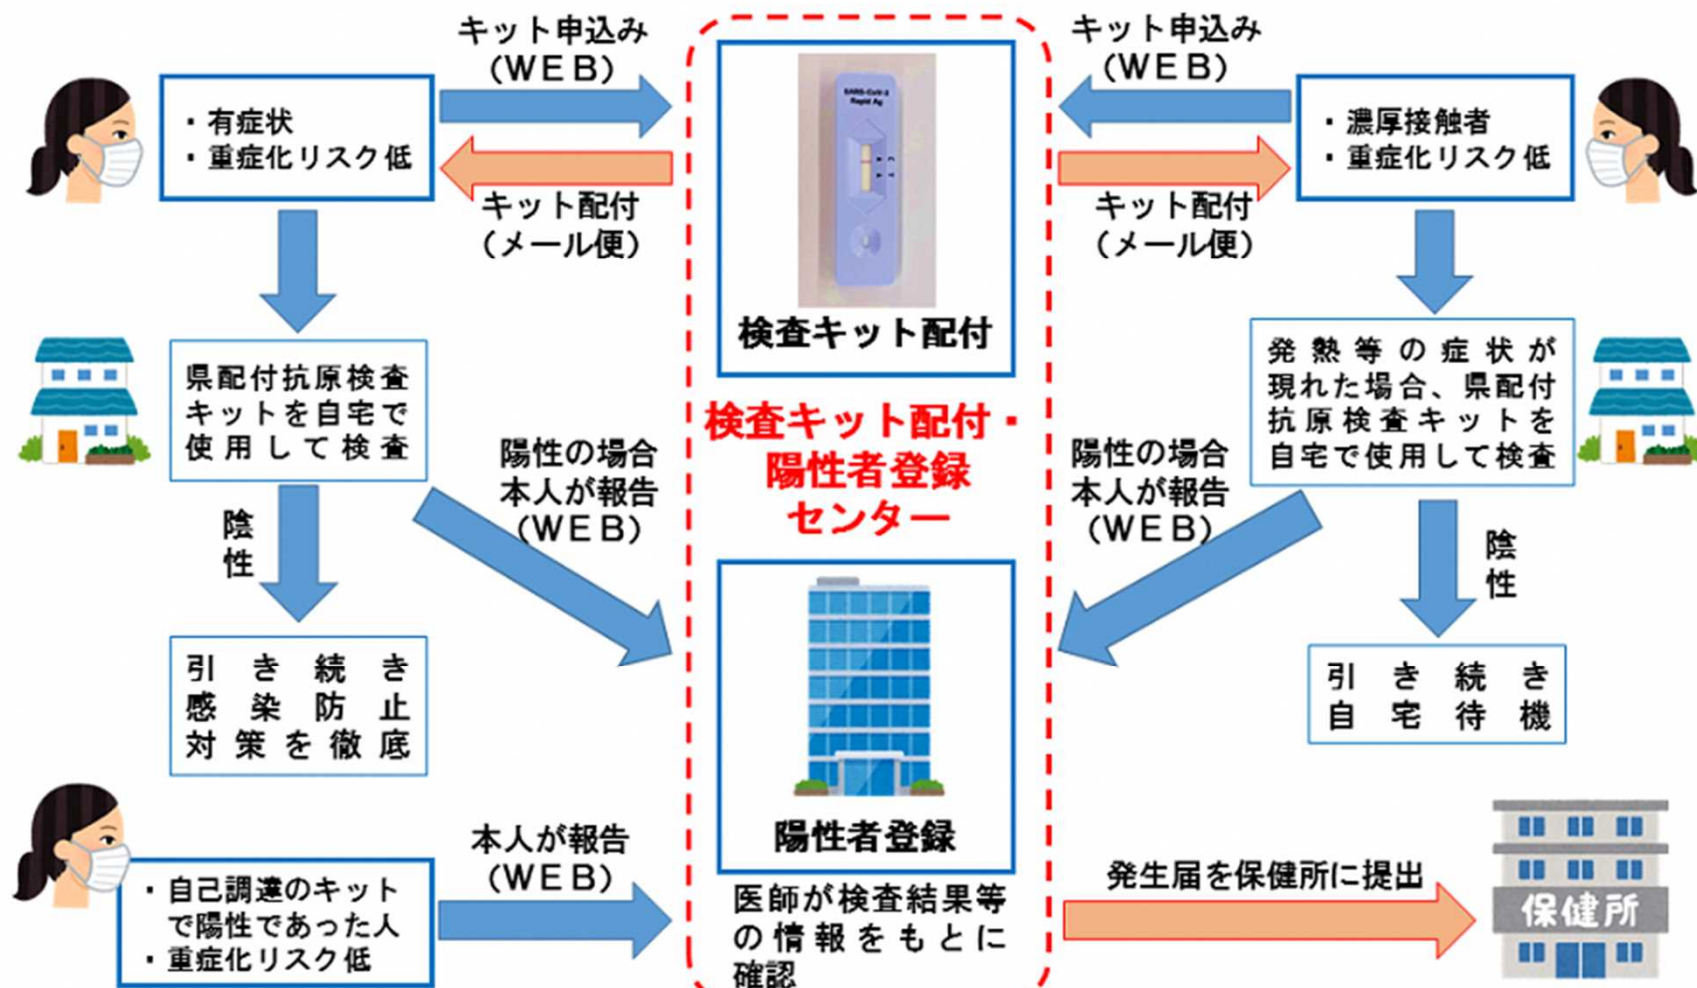 キット申込み
(WEB)
・有症状
・重症化リスク低
キット配付
(メール便)
県配付抗原検査
キットを自宅で
使用して検査
陰
性
陽性の場合
本人が報告
(WEB)
引き続き
感染防止
対策を徹底
SARS-CoV-2
Rapid Ag
検査キット配付
検査キット配付・
陽性者登録
センター
陽性者登録
医師が検査結果等
の情報をもとに
確認
キット申込み
(WEB)
・濃厚接触者
・重症化リスク低
キット配付
(メール便)
発熱等の症状が
現れた場合、県配付
抗原検査キットを
自宅で使用して検査
陽性の場合
本人が報告
(WEB)
陰
性
引き続き
自宅待機
・自己調達のキット
で陽性であった人
・重症化リスク低
本人が報告
(WEB)
発生届を保健所に提出
保健所